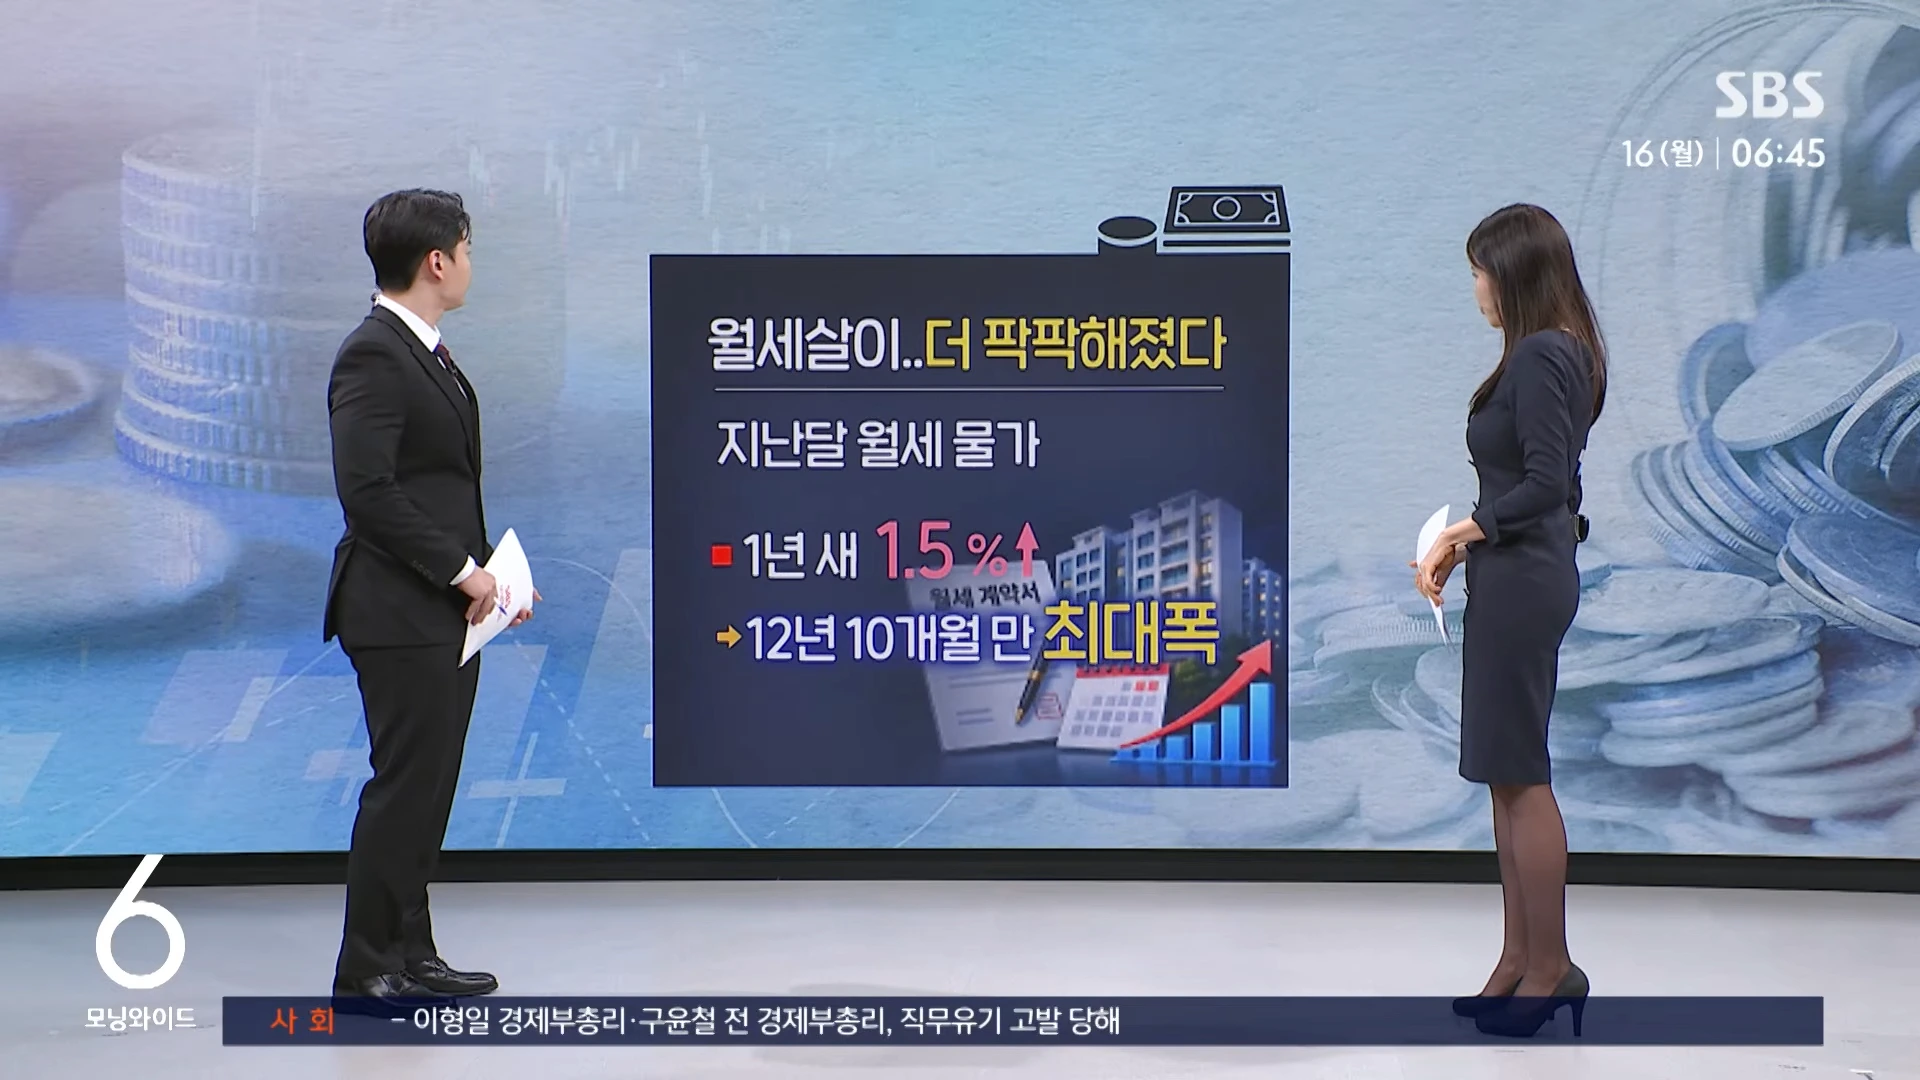 SBS
16(월) | 06:45
월세살이..더 팍팍해졌다
지난달 월세 물가
1년 새 1.5%↑
월세 계약서
➡12년 10개월 만 최대폭
6
모닝와이드
사회 - 이형일 경제부총리·구윤철 전 경제부총리, 직무유기 고발 당해